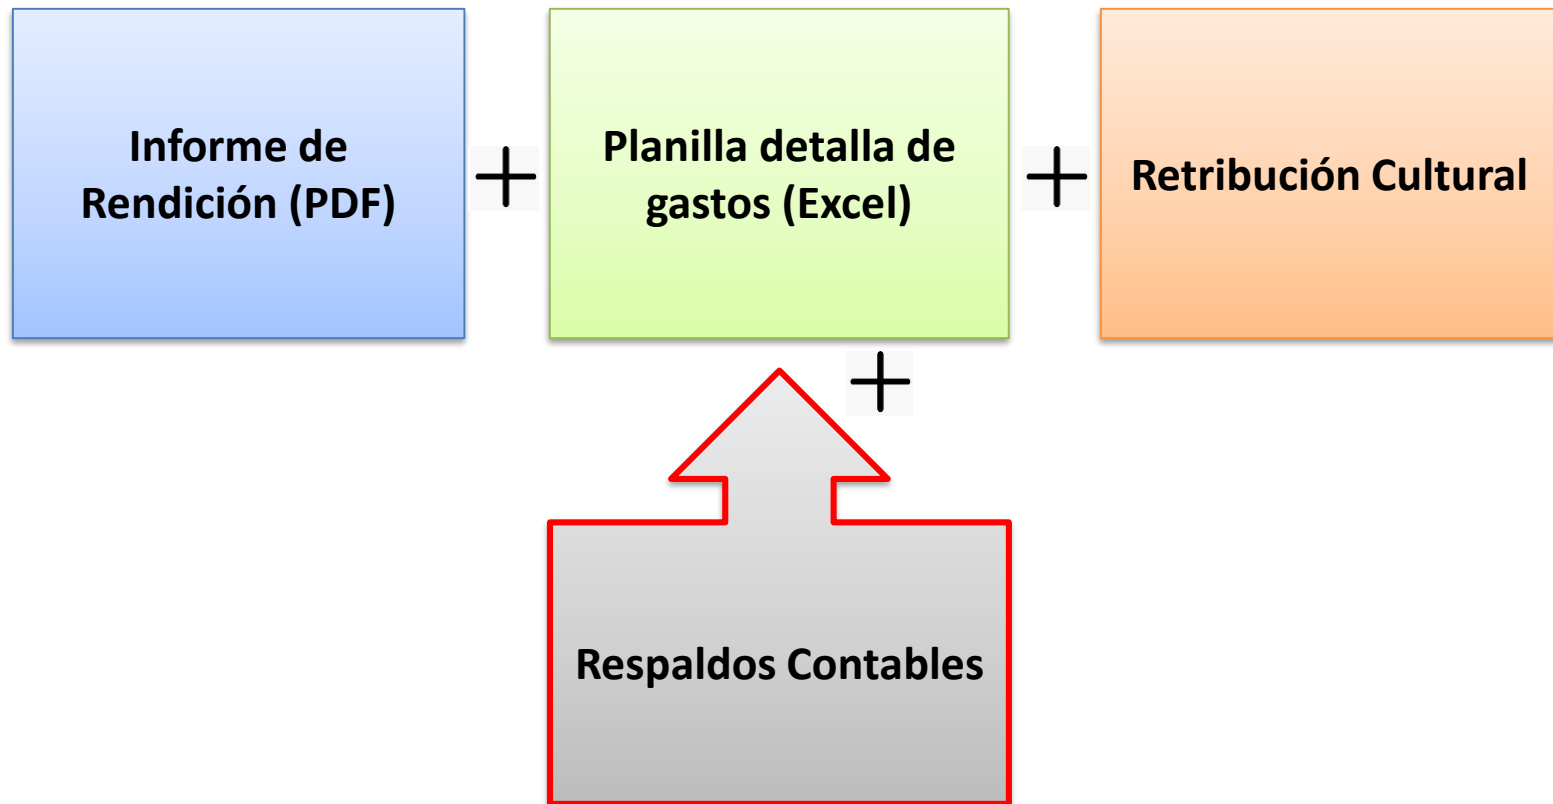 Informe de
Rendición (PDF)
+
Planilla detalla de
gastos (Excel)
+
Retribución Cultural
+
Respaldos Contables